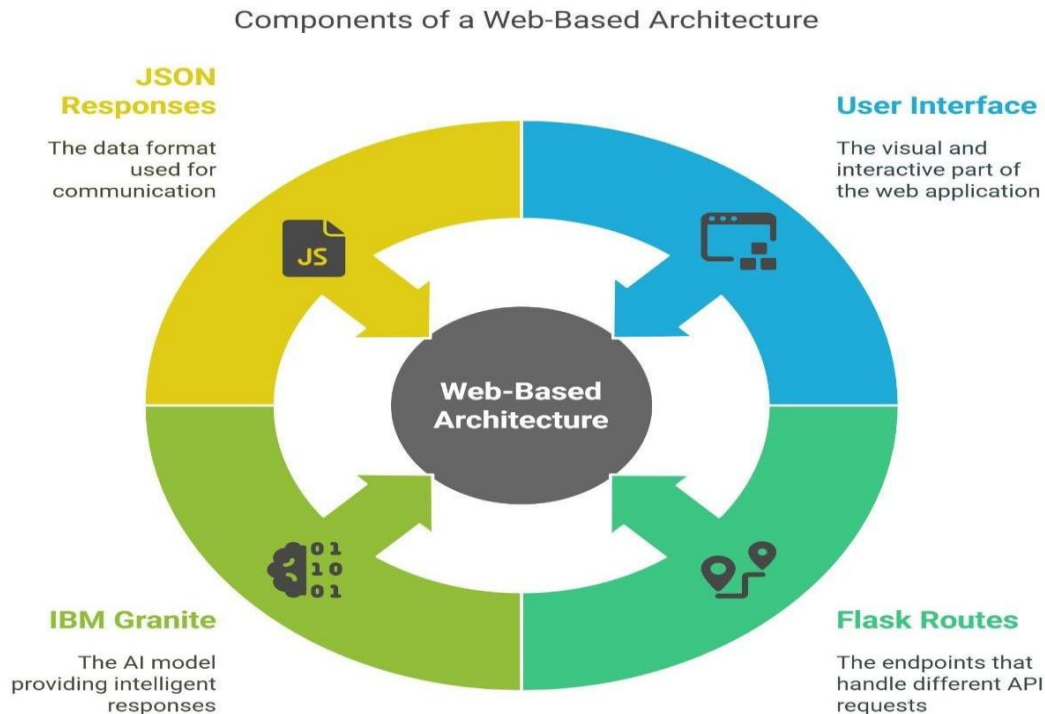 Components of a Web-Based Architecture
JSON
Responses
The data format
used for
communication
JS
User Interface
The visual and
interactive part of
the web application
Web-Based
Architecture
01
10
01
IBM Granite
The AI model
providing intelligent
responses
Flask Routes
The endpoints that
handle different API
requests